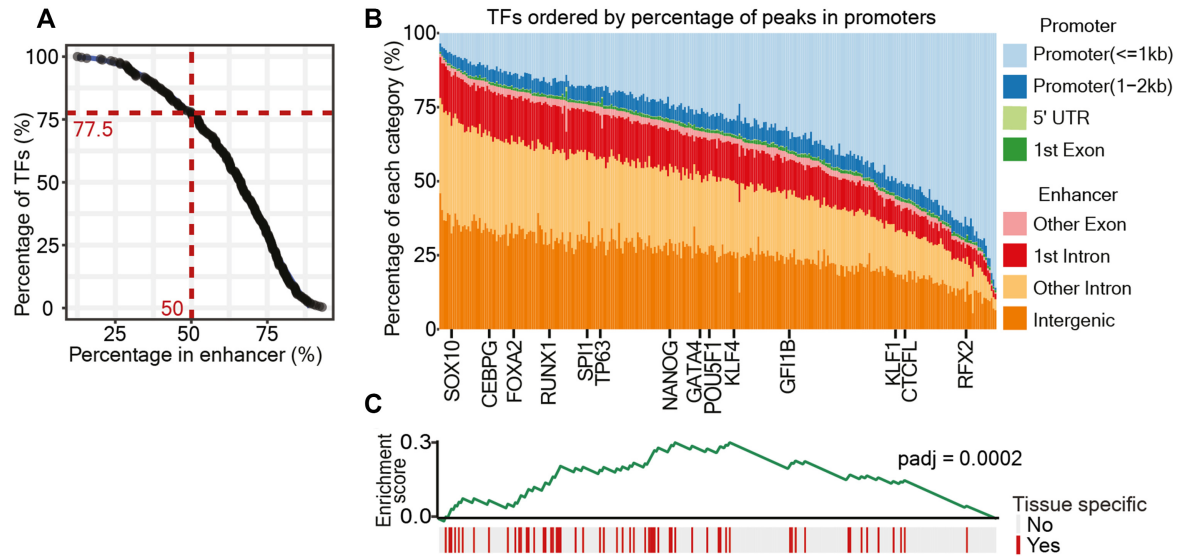 A
Percentage of TFs (%)
100
75
50
25
0
77.5
50
25
50
75
Percentage in enhancer (%)
B
TFs ordered by percentage of peaks in promoters
Percentage of each category (%)
100
75
50
25
0
SOX10
CEBPG
FOXA2
RUNX1
SPI1
TP63
NANOG
GATA4
POU5F1
KLF4
GFI1B
KLF1
CTCFL
RFX2
Promoter
Promoter(<=1kb)
Promoter(1−2kb)
5' UTR
1st Exon
Enhancer
Other Exon
1st Intron
Other Intron
Intergenic
C
Enrichment
score
0.3
0.0
padj = 0.0002
Tissue specific
No
Yes